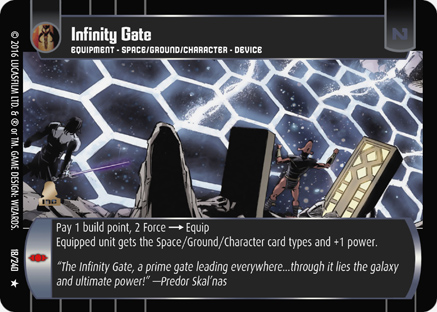 Infinity Gate
EQUIPMENT - SPACE/GROUND/CHARACTER - DEVICE
N
© 2016 LUCASFILM LTD. & ® or TM. GAME DESIGN: WIZARDS.
18/240
Pay 1 build point, 2 Force → Equip
Equipped unit gets the Space/Ground/Character card types and +1 power.
"The Infinity Gate, a prime gate leading everywhere...through it lies the galaxy
and ultimate power!" —Predor Skal'nas